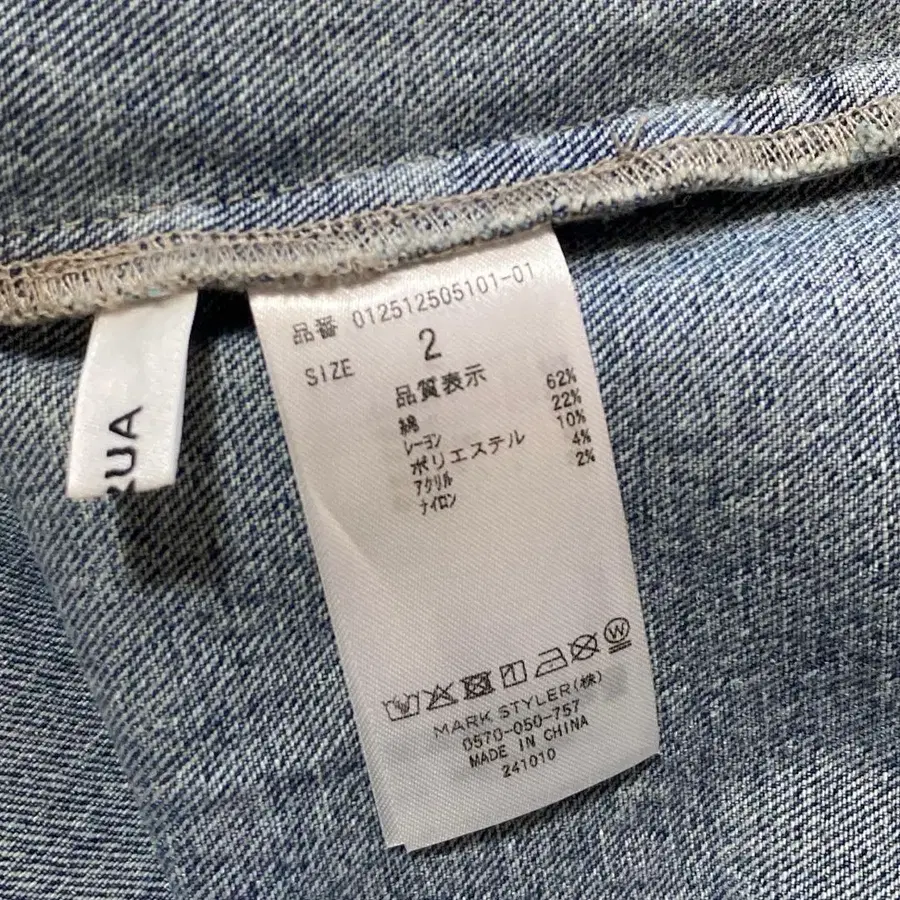 品番 012512505101-01
SIZE 2
品質表示
綿 62%
レーヨン 22%
ポリエステル 10%
アクリル 4%
ナイロン 2%
W
MARK STYLER(株)
0570-050-757
MADE IN CHINA
241010
RUA